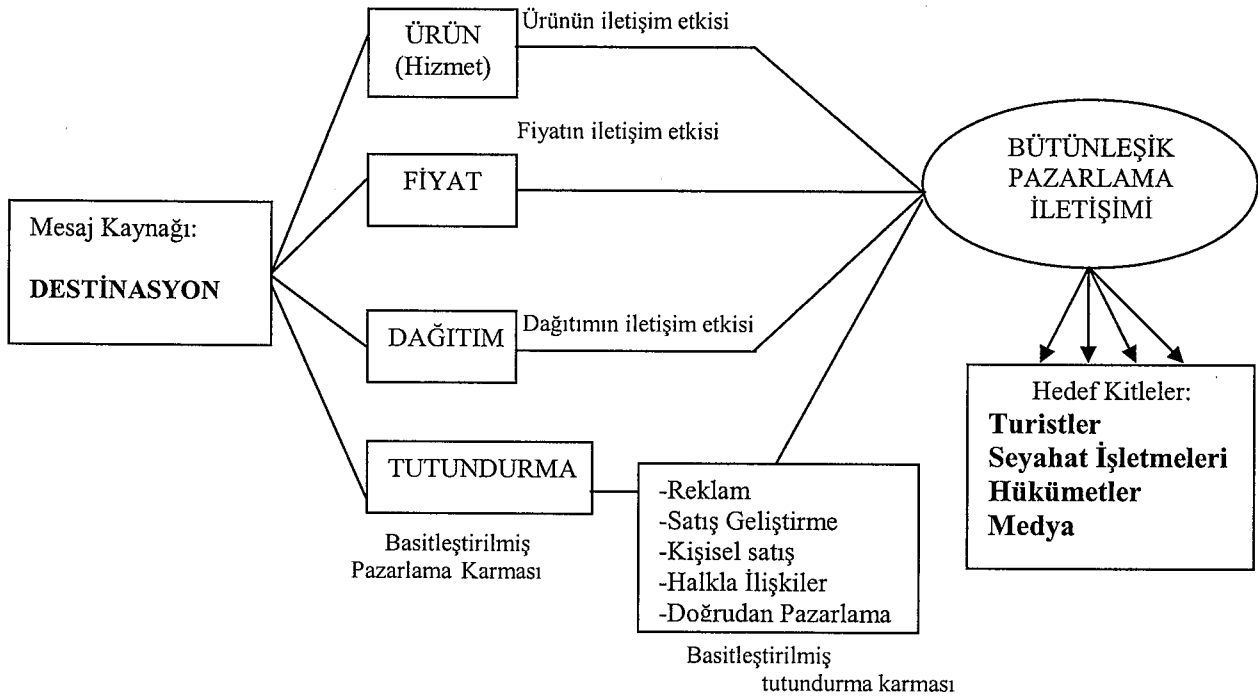 Mesaj Kaynağı:
DESTİNASYON
ÜRÜN
(Hizmet)
Ürünün iletişim etkisi
FİYAT
Fiyatın iletişim etkisi
DAĞITIM
Dağıtımın iletişim etkisi
TUTUNDURMA
Basitleştirilmiş
Pazarlama Karması
-Reklam
-Satış Geliştirme
-Kişisel satış
-Halkla İlişkiler
-Doğrudan Pazarlama
Basitleştirilmiş
tutundurma karması
BÜTÜNLEŞİK
PAZARLAMA
İLETİŞİMİ
Hedef Kitleler:
Turistler
Seyahat İşletmeleri
Hükümetler
Medya